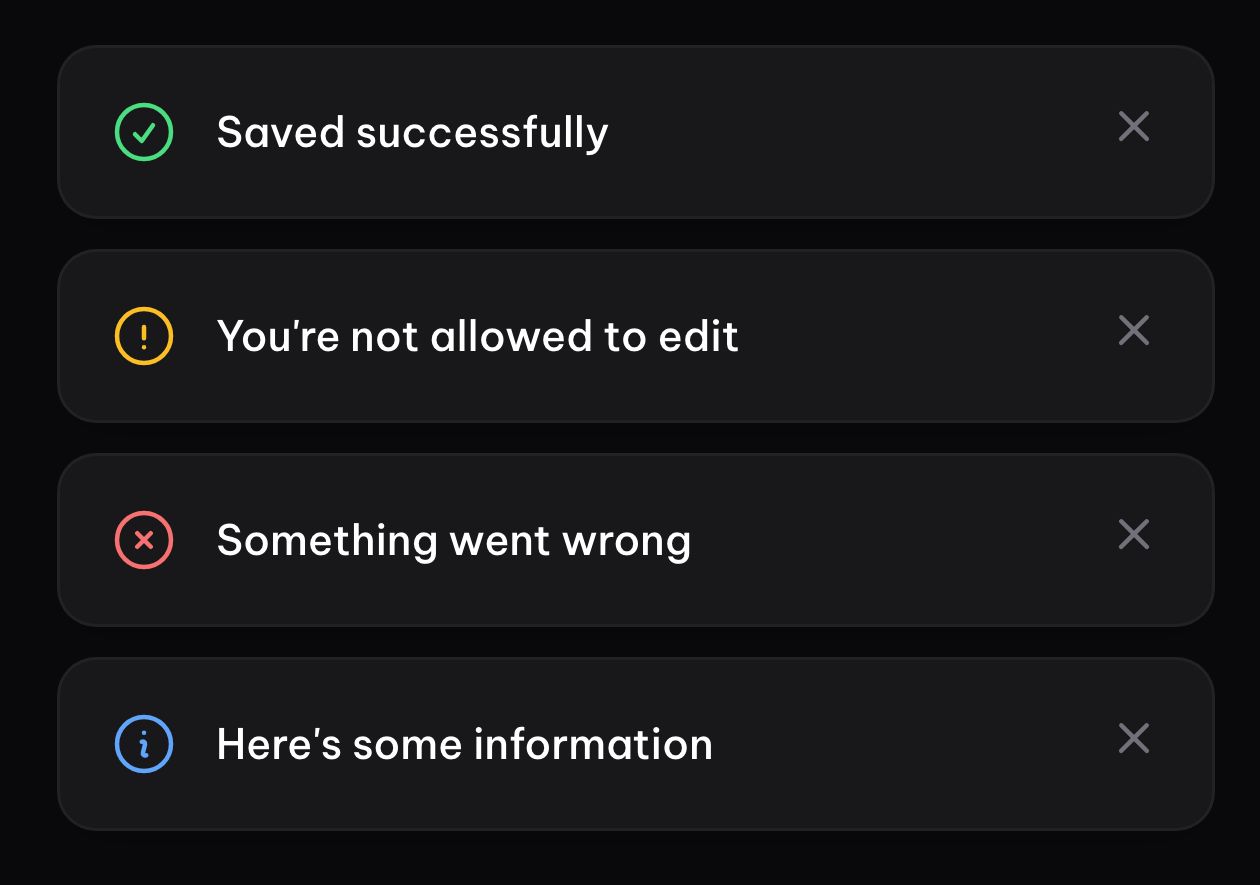 Saved successfully
You're not allowed to edit
Something went wrong
Here's some information